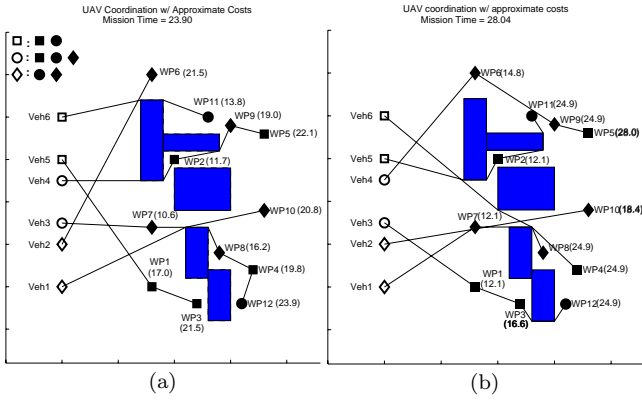 UAV Coordination w/ Approximate Costs
Mission Time = 23.90
:
:
:
WP6 (21.5)
WP11 (13.8)
WP9 (19.0)
WP5 (22.1)
WP2 (11.7)
WP10 (20.8)
WP7 (10.6)
WP8 (16.2)
WP1
(17.0)
WP4
(19.8)
WP12 (23.9)
WP3
(21.5)
Veh6
Veh5
Veh4
Veh3
Veh2
Veh1
(a)
UAV coordination w/ approximate costs
Mission Time = 28.04
WP6 (14.8)
WP11 (24.9)
WP9 (24.9)
WP5 (28.0)
WP2 (12.1)
WP10 (18.4)
WP7 (12.1)
WP8 (24.9)
WP1
(12.1)
WP4 (24.9)
WP12 (24.9)
WP3
(16.6)
Veh6
Veh5
Veh4
Veh3
Veh2
Veh1
(b)